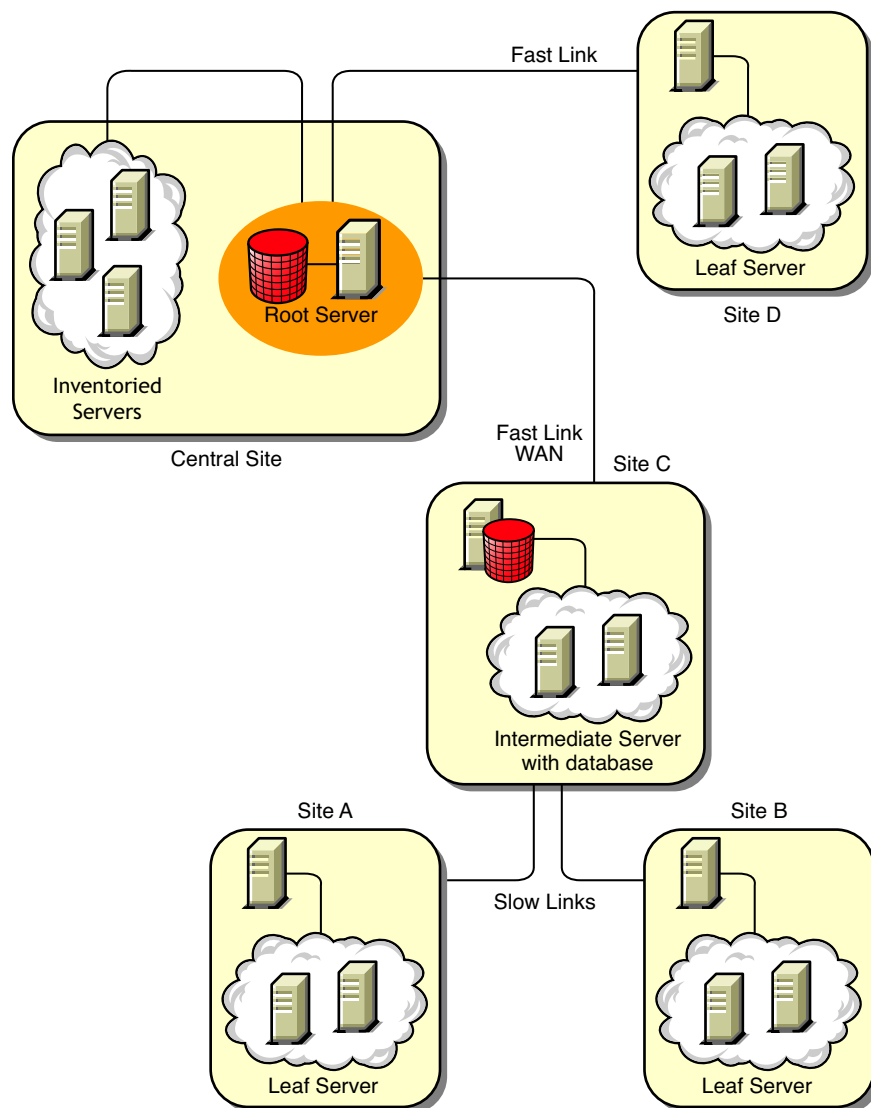 Fast Link
Leaf Server
Site D
Root Server
Inventoried
Servers
Central Site
Fast Link
WAN
Site C
Intermediate Server
with database
Site A
Site B
Slow Links
Leaf Server
Leaf Server